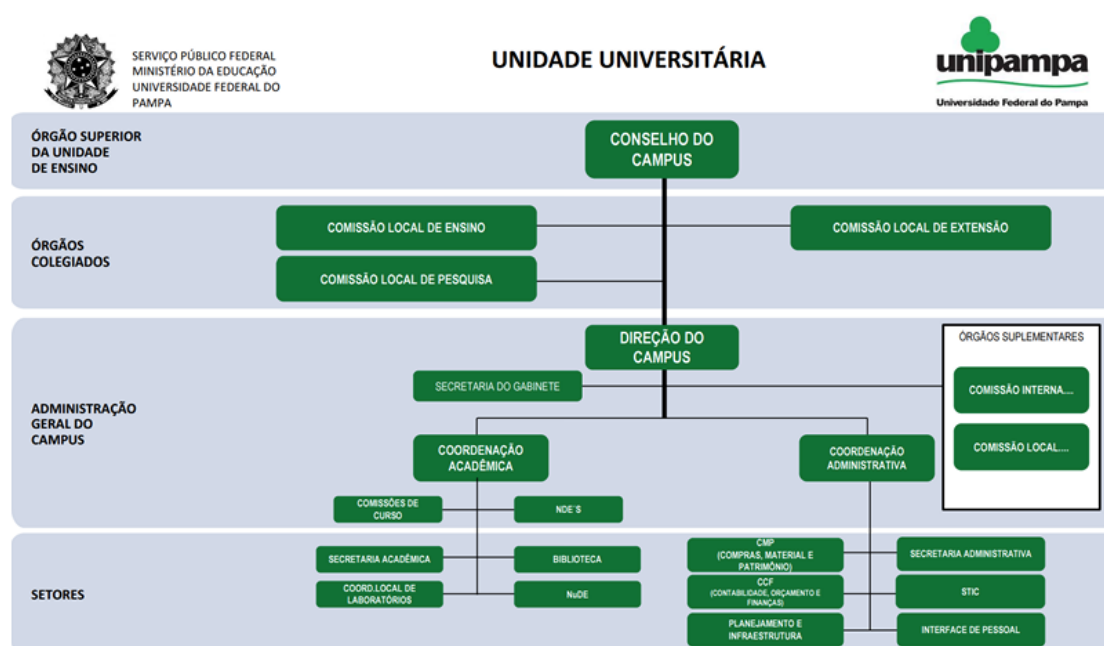 SERVIÇO PÚBLICO FEDERAL
MINISTÉRIO DA EDUCAÇÃO
UNIVERSIDADE FEDERAL DO
PAMPA
UNIDADE UNIVERSITÁRIA
unipampa
Universidade Federal do Pampa
ÓRGÃO SUPERIOR
DA UNIDADE
DE ENSINO
CONSELHO DO
CAMPUS
ÓRGÃOS
COLEGIADOS
COMISSÃO LOCAL DE ENSINO
COMISSÃO LOCAL DE EXTENSÃO
COMISSÃO LOCAL DE PESQUISA
ADMINISTRAÇÃO
GERAL DO
CAMPUS
DIREÇÃO DO
CAMPUS
SECRETARIA DO GABINETE
ÓRGÃOS SUPLEMENTARES
COMISSÃO INTERNA....
COMISSÃO LOCAL....
COORDENAÇÃO
ACADÊMICA
COORDENAÇÃO
ADMINISTRATIVA
COMISSÕES DE
CURSO
NDE´S
SETORES
SECRETARIA ACADÊMICA
BIBLIOTECA
COORD.LOCAL DE
LABORATÓRIOS
NuDE
CMP
(COMPRAS, MATERIAL E
PATRIMÔNIO)
SECRETARIA ADMINISTRATIVA
CCF
(CONTABILIDADE, ORÇAMENTO E
FINANÇAS)
STIC
PLANEJAMENTO E
INFRAESTRUTURA
INTERFACE DE PESSOAL